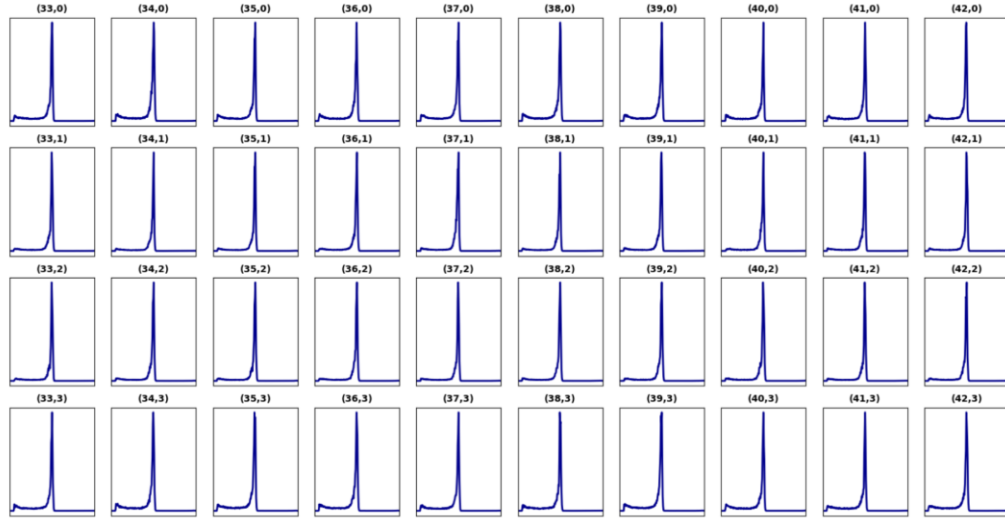 (33,0) (34,0) (35,0) (36,0) (37,0) (38,0) (39,0) (40,0) (41,0) (42,0)
(33,1) (34,1) (35,1) (36,1) (37,1) (38,1) (39,1) (40,1) (41,1) (42,1)
(33,2) (34,2) (35,2) (36,2) (37,2) (38,2) (39,2) (40,2) (41,2) (42,2)
(33,3) (34,3) (35,3) (36,3) (37,3) (38,3) (39,3) (40,3) (41,3) (42,3)